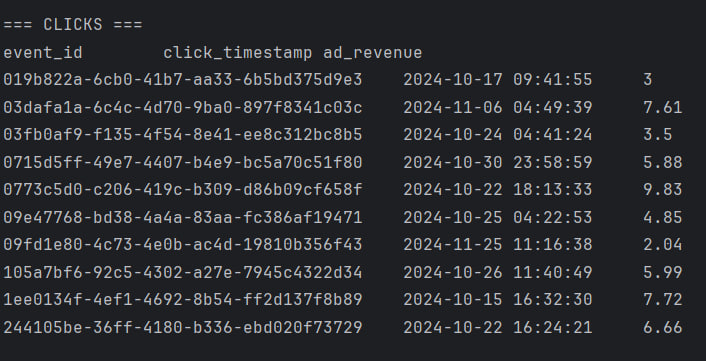 === CLICKS ===
event_id click_timestamp ad_revenue
019b822a-6cb0-41b7-aa33-6b5bd375d9e3 2024-10-17 09:41:55 3
03dafa1a-6c4c-4d70-9ba0-897f8341c03c 2024-11-06 04:49:39 7.61
03fb0af9-f135-4f54-8e41-ee8c312bc8b5 2024-10-24 04:41:24 3.5
0715d5ff-49e7-4407-b4e9-bc5a70c51f80 2024-10-30 23:58:59 5.88
0773c5d0-c206-419c-b309-d86b09cf658f 2024-10-22 18:13:33 9.83
09e47768-bd38-4a4a-83aa-fc386af19471 2024-10-25 04:22:53 4.85
09fd1e80-4c73-4e0b-ac4d-19810b356f43 2024-11-25 11:16:38 2.04
105a7bf6-92c5-4302-a27e-7945c4322d34 2024-10-26 11:40:49 5.99
1ee0134f-4ef1-4692-8b54-ff2d137f8b89 2024-10-15 16:32:30 7.72
244105be-36ff-4180-b336-ebd020f73729 2024-10-22 16:24:21 6.66